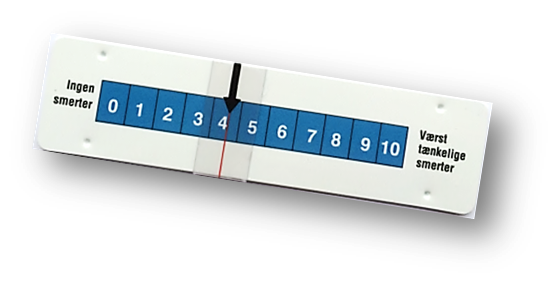 Ingen
smerter
0 1 2 3 4 5 6 7 8 9 10
Værst
tænkelige
smerter